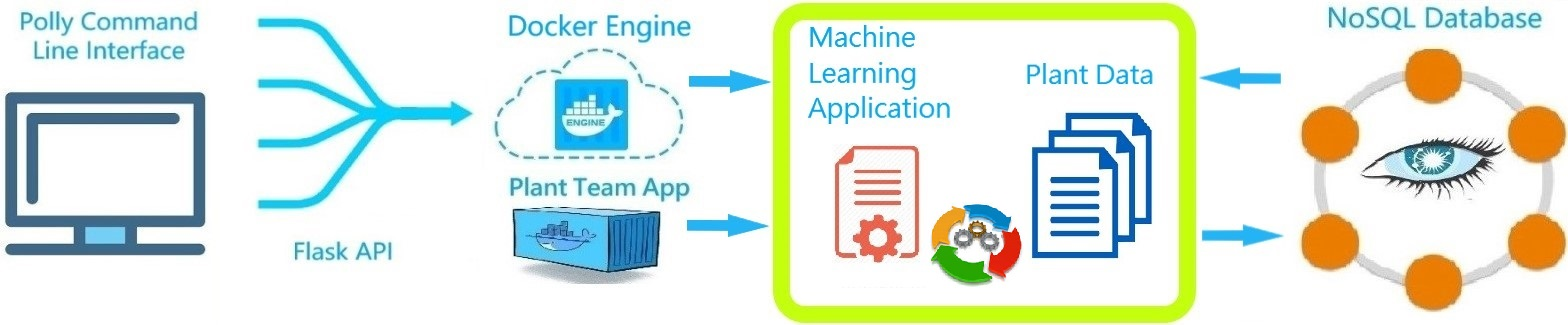 Polly Command
Line Interface
Flask API
Docker Engine
ENGINE
Plant Team App
Machine
Learning
Application
Plant Data
NoSQL Database